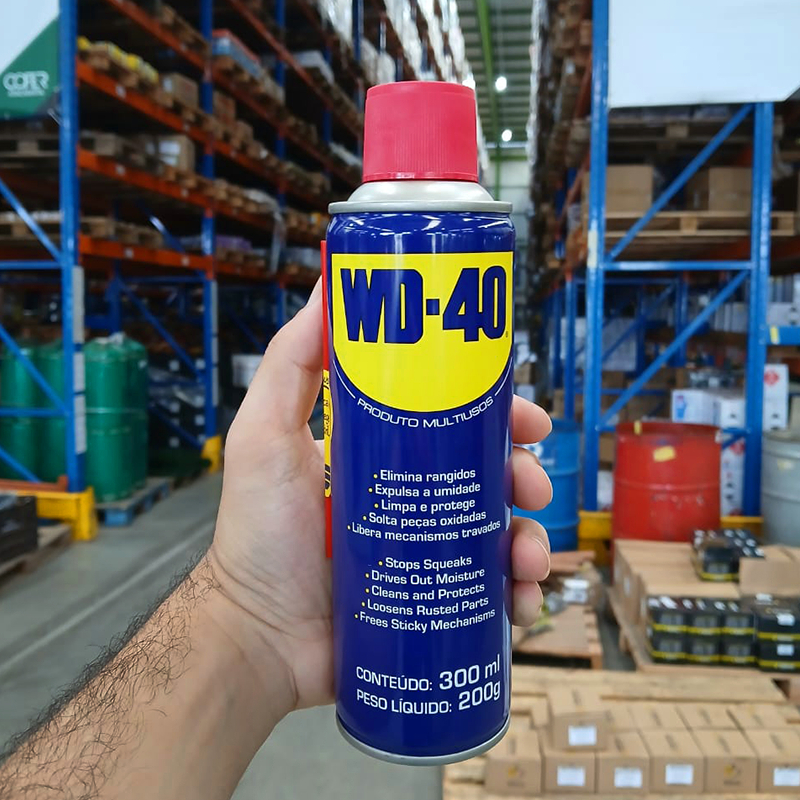 COFER
WD-40
PRODUTO MULTIUSOS
• Elimina rangidos
• Expulsa a umidade
• Limpa e protege
• Solta peças oxidadas
• Libera mecanismos travados
• Stops Squeaks
• Drives Out Moisture
• Cleans and Protects
• Loosens Rusted Parts
• Frees Sticky Mechanisms
CONTEÚDO: 300 ml
PESO LÍQUIDO: 200g